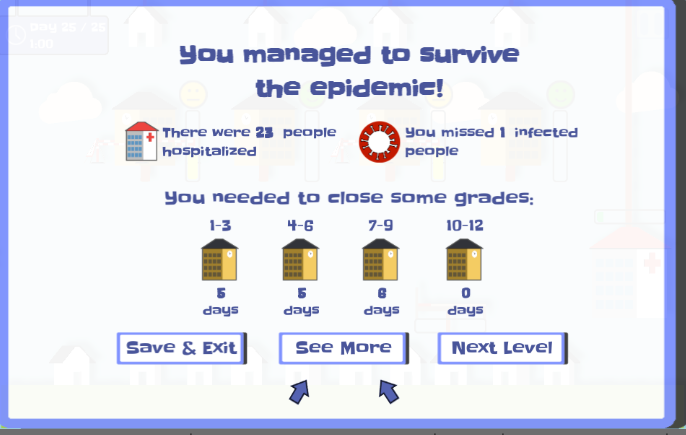 Day 25 / 25
1.00
You managed to survive
the epidemic!
There were 23 people
hospitalized
You missed 1 infected
people
You needed to close some grades:
1-3 4-6 7-9 10-12
5 5 6 0
days days days days
Save & Exit See More Next Level